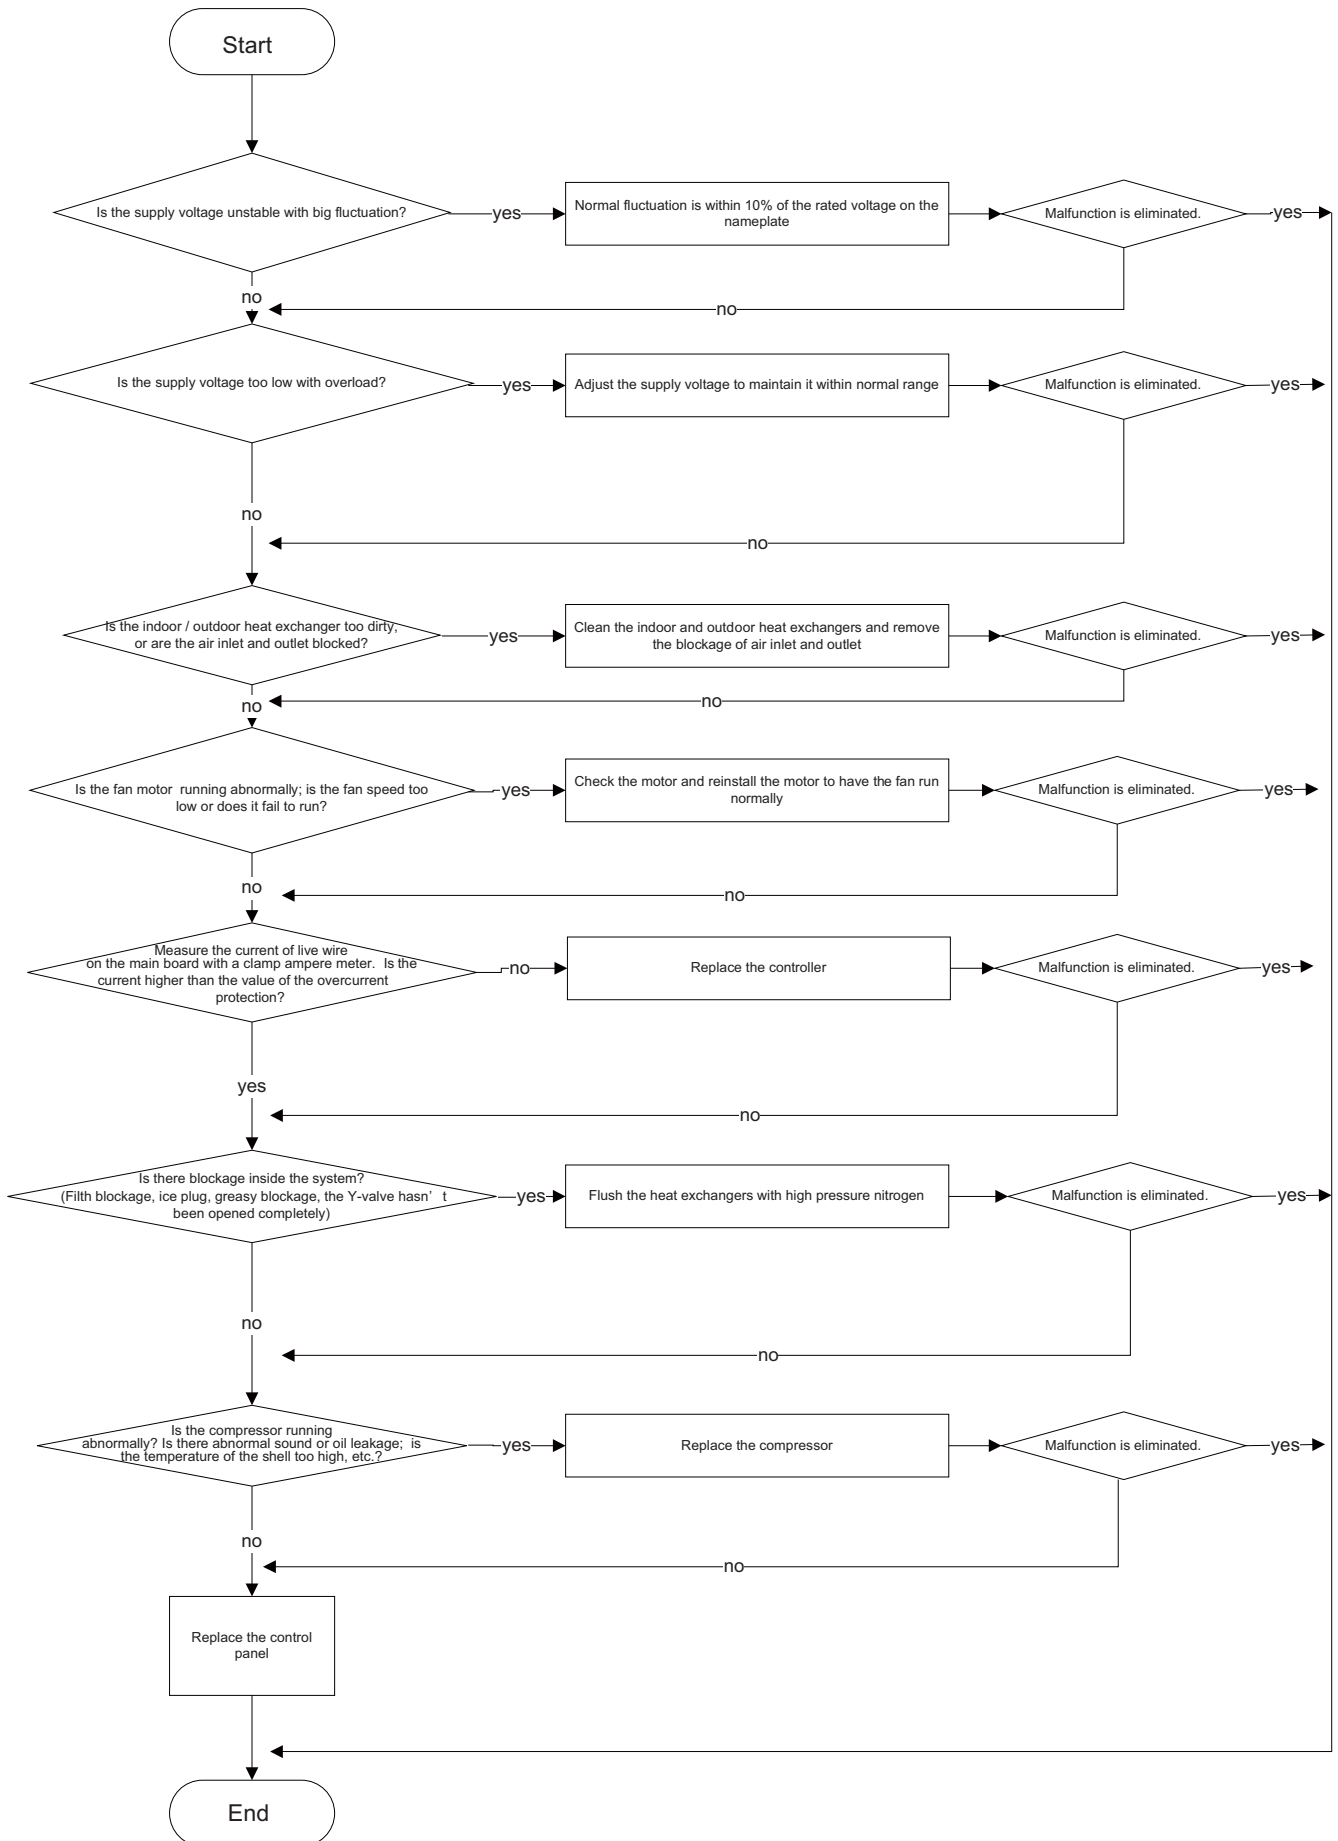 Start
Is the supply voltage unstable with big fluctuation?
yes
Normal fluctuation is within 10% of the rated voltage on the
nameplate
Malfunction is eliminated.
yes
no
no
Is the supply voltage too low with overload?
yes
Adjust the supply voltage to maintain it within normal range
Malfunction is eliminated.
yes
no
no
Is the indoor / outdoor heat exchanger too dirty,
or are the air inlet and outlet blocked?
yes
Clean the indoor and outdoor heat exchangers and remove
the blockage of air inlet and outlet
Malfunction is eliminated.
yes
no
no
Is the fan motor running abnormally; is the fan speed too
low or does it fail to run?
yes
Check the motor and reinstall the motor to have the fan run
normally
Malfunction is eliminated.
yes
no
no
Measure the current of live wire
on the main board with a clamp ampere meter. Is the
current higher than the value of the overcurrent
protection?
no
Replace the controller
Malfunction is eliminated.
yes
yes
no
Is there blockage inside the system?
(Filth blockage, ice plug, greasy blockage, the Y-valve hasn' t
been opened completely)
yes
Flush the heat exchangers with high pressure nitrogen
Malfunction is eliminated.
yes
no
no
Is the compressor running
abnormally? Is there abnormal sound or oil leakage; is
the temperature of the shell too high, etc.?
yes
Replace the compressor
Malfunction is eliminated.
yes
no
no
Replace the control
panel
End